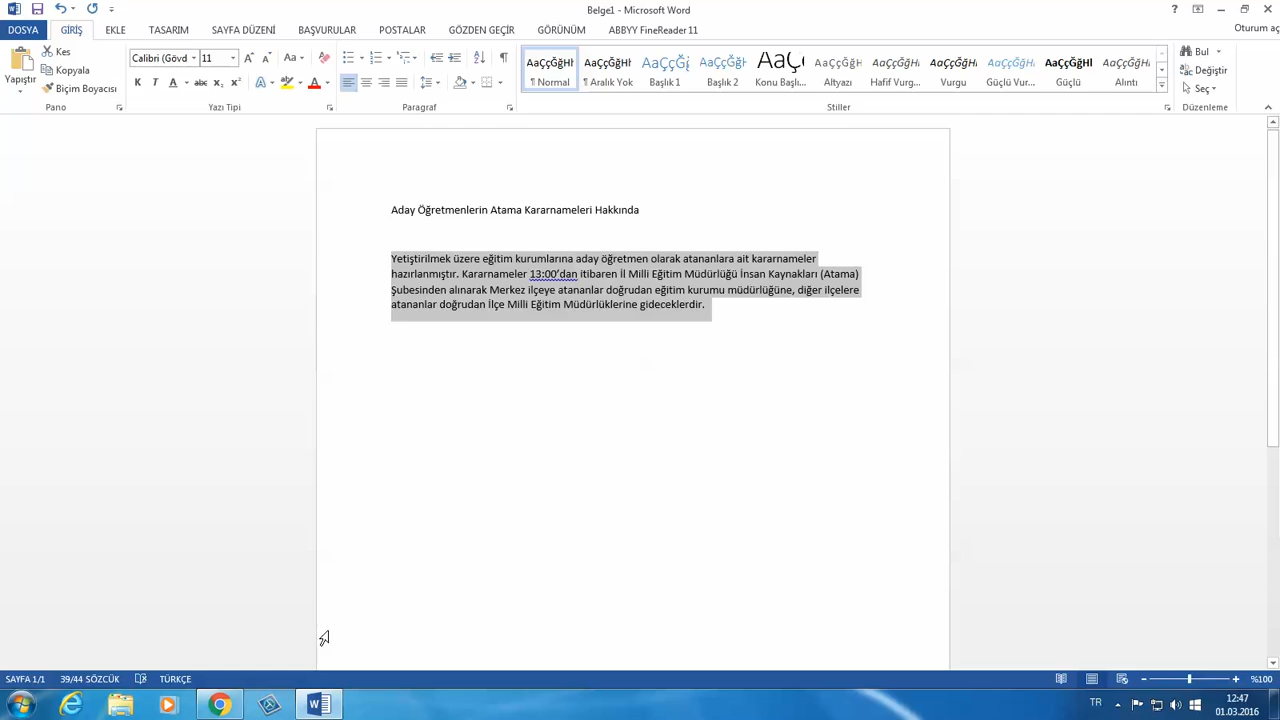 Belge1 - Microsoft Word
Oturum aç
DOSYA GİRİŞ EKLE TASARIM SAYFA DÜZENİ BAŞVURULAR POSTALAR GÖZDEN GEÇİR GÖRÜNÜM ABBYY FineReader 11
Yapıştır
Kes
Kopyala
Biçim Boyacısı
Pano
Calibri (Gövd 11
Yazı Tipi
Paragraf
¶ Normal ¶ Aralık Yok Başlık 1 Başlık 2 Konu Başlı... Altyazı Hafif Vurg... Vurgu Güçlü Vur... Güçlü Alıntı
Stiller
Bul
Değiştir
Seç
Düzenleme
Aday Öğretmenlerin Atama Kararnameleri Hakkında
Yetiştirilmek üzere eğitim kurumlarına aday öğretmen olarak atananlara ait kararnameler
hazırlanmıştır. Kararnameler 13:00’dan itibaren İl Milli Eğitim Müdürlüğü İnsan Kaynakları (Atama)
Şubesinden alınarak Merkez ilçeye atananlar doğrudan eğitim kurumu müdürlüğüne, diğer ilçelere
atananlar doğrudan İlçe Milli Eğitim Müdürlüklerine gideceklerdir.
SAYFA 1/1 39/44 SÖZCÜK TÜRKÇE
%100
TR
12:47
01.03.2016